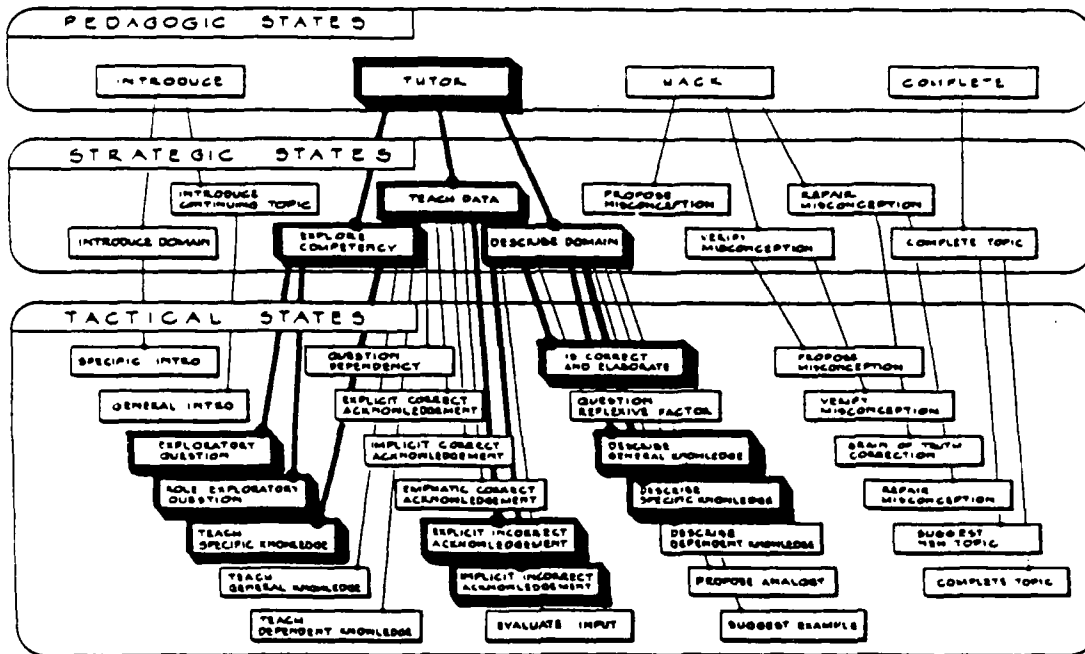 PEDAGOGIC STATES
INTRODUCE
TUTOR
HACK
COMPLETE
STRATEGIC STATES
INTRODUCE
CONTINUING TOPIC
TEACH DATA
PROPOSE
MISCONCEPTION
REPAIR
MISCONCEPTION
INTRODUCE DOMAIN
EXPLORE
COMPETENCY
DESCRIBE DOMAIN
VERIFY
MISCONCEPTION
COMPLETE TOPIC
TACTICAL STATES
SPECIFIC INTRO
QUESTION
DEPENDENCY
IS CORRECT
AND ELABORATE
PROPOSE
MISCONCEPTION
GENERAL INTRO
EXPLICIT CORRECT
ACKNOWLEDGEMENT
QUESTION
REFLEXIVE FACTOR
VERIFY
MISCONCEPTION
EXPLORATORY
QUESTION
IMPLICIT CORRECT
ACKNOWLEDGEMENT
DESCRIBE
GENERAL KNOWLEDGE
GRAIN OF TRUTH
CORRECTION
ROLE EXPLORATORY
QUESTION
EMPHATIC CORRECT
ACKNOWLEDGEMENT
DESCRIBE
SPECIFIC KNOWLEDGE
REPAIR
MISCONCEPTION
TEACH
SPECIFIC KNOWLEDGE
EXPLICIT INCORRECT
ACKNOWLEDGEMENT
DESCRIBE
DEPENDENT KNOWLEDGE
SUGGEST
NEW TOPIC
TEACH
GENERAL KNOWLEDGE
IMPLICIT INCORRECT
ACKNOWLEDGEMENT
PROPOSE ANALOGY
COMPLETE TOPIC
TEACH
DEPENDENT KNOWLEDGE
EVALUATE INPUT
SUGGEST EXAMPLE